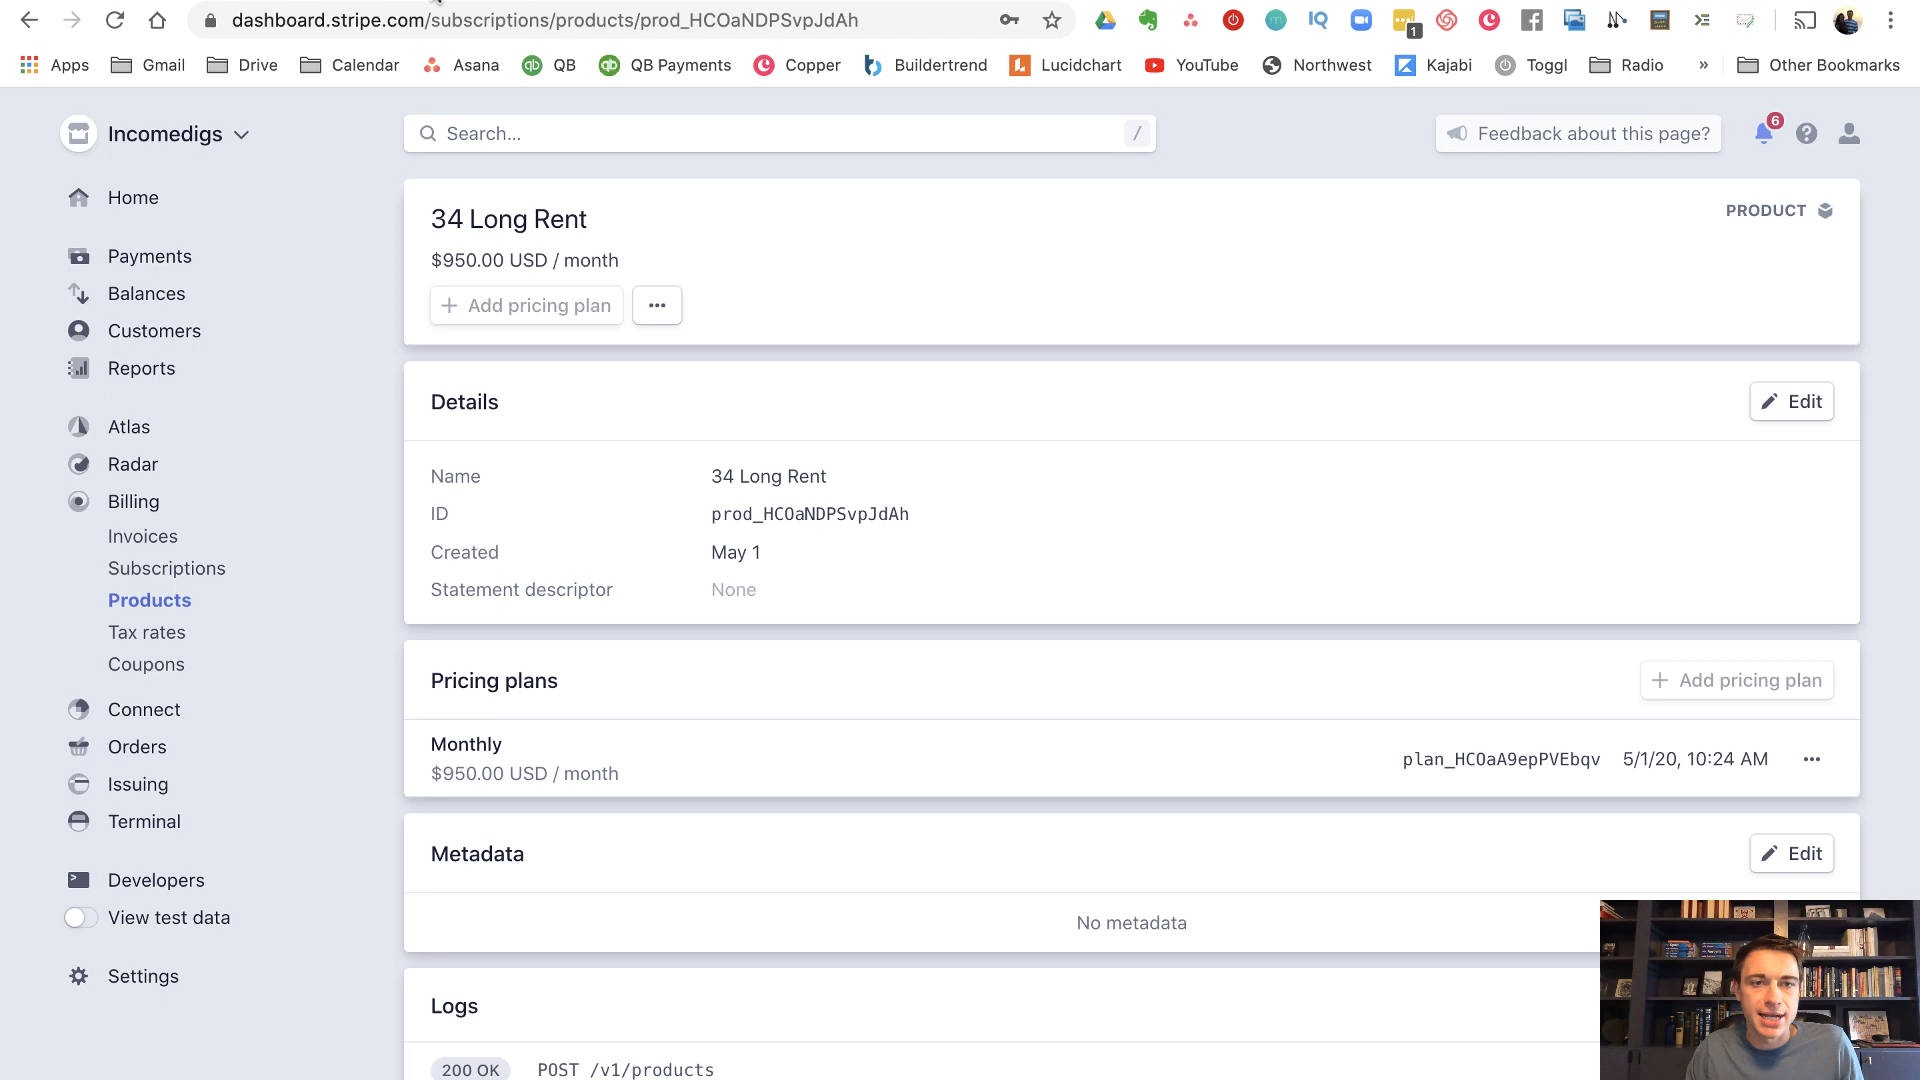 dashboard.stripe.com/subscriptions/products/prod_HCOaNDPSvpJdAh
1
Apps
Gmail
Drive
Calendar
Asana
QB
QB Payments
Copper
Buildertrend
Lucidchart
YouTube
Northwest
Kajabi
Toggl
Radio
»
Other Bookmarks
Incomedigs
Search...
/
Feedback about this page?
6
Home
Payments
Balances
Customers
Reports
Atlas
Radar
Billing
Invoices
Subscriptions
Products
Tax rates
Coupons
Connect
Orders
Issuing
Terminal
Developers
View test data
Settings
34 Long Rent
PRODUCT
$950.00 USD / month
+ Add pricing plan
Details
Edit
Name 34 Long Rent
ID prod_HCOaNDPSvpJdAh
Created May 1
Statement descriptor None
Pricing plans
+ Add pricing plan
Monthly
$950.00 USD / month
plan_HCOaA9epPVEbqv 5/1/20, 10:24 AM
Metadata
Edit
No metadata
Logs
200 OK POST /v1/products